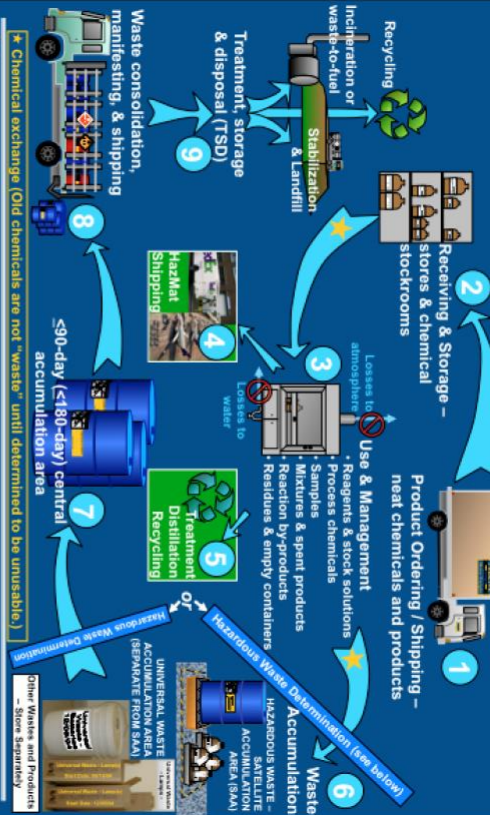 1
Product Ordering / Shipping –
neat chemicals and products
2
Receiving & Storage –
stores & chemical
stockrooms
3
Losses to
atmosphere
Losses to
water
Use & Management
• Reagents & stock solutions
• Process chemicals
Samples
Mixtures & spent products
Reaction by-products
• Residues & empty containers
4
HazMat
Shipping
5
Treatment
Distillation
Recycling
or
Hazardous Waste Determination (see below)
Hazardous Waste Determination
6
Waste
Accumulation
HAZARDOUS WASTE –
SATELLITE
ACCUMULATION
AREA (SAA)
UNIVERSAL WASTE
ACCUMULATION AREA
(SEPARATE FROM SAA)
Universal Waste - Lamps
Other Wastes and Products
– Store Separately
7
≤90-day (≤180-day) central
accumulation area
8
Waste consolidation,
manifesting, & shipping
9
Treatment, storage
& disposal (TSD)
Stabilization
& Landfill
Incineration or
waste-to-fuel
Recycling
★ Chemical exchange (Old chemicals are not "waste" until determined to be unusable.)